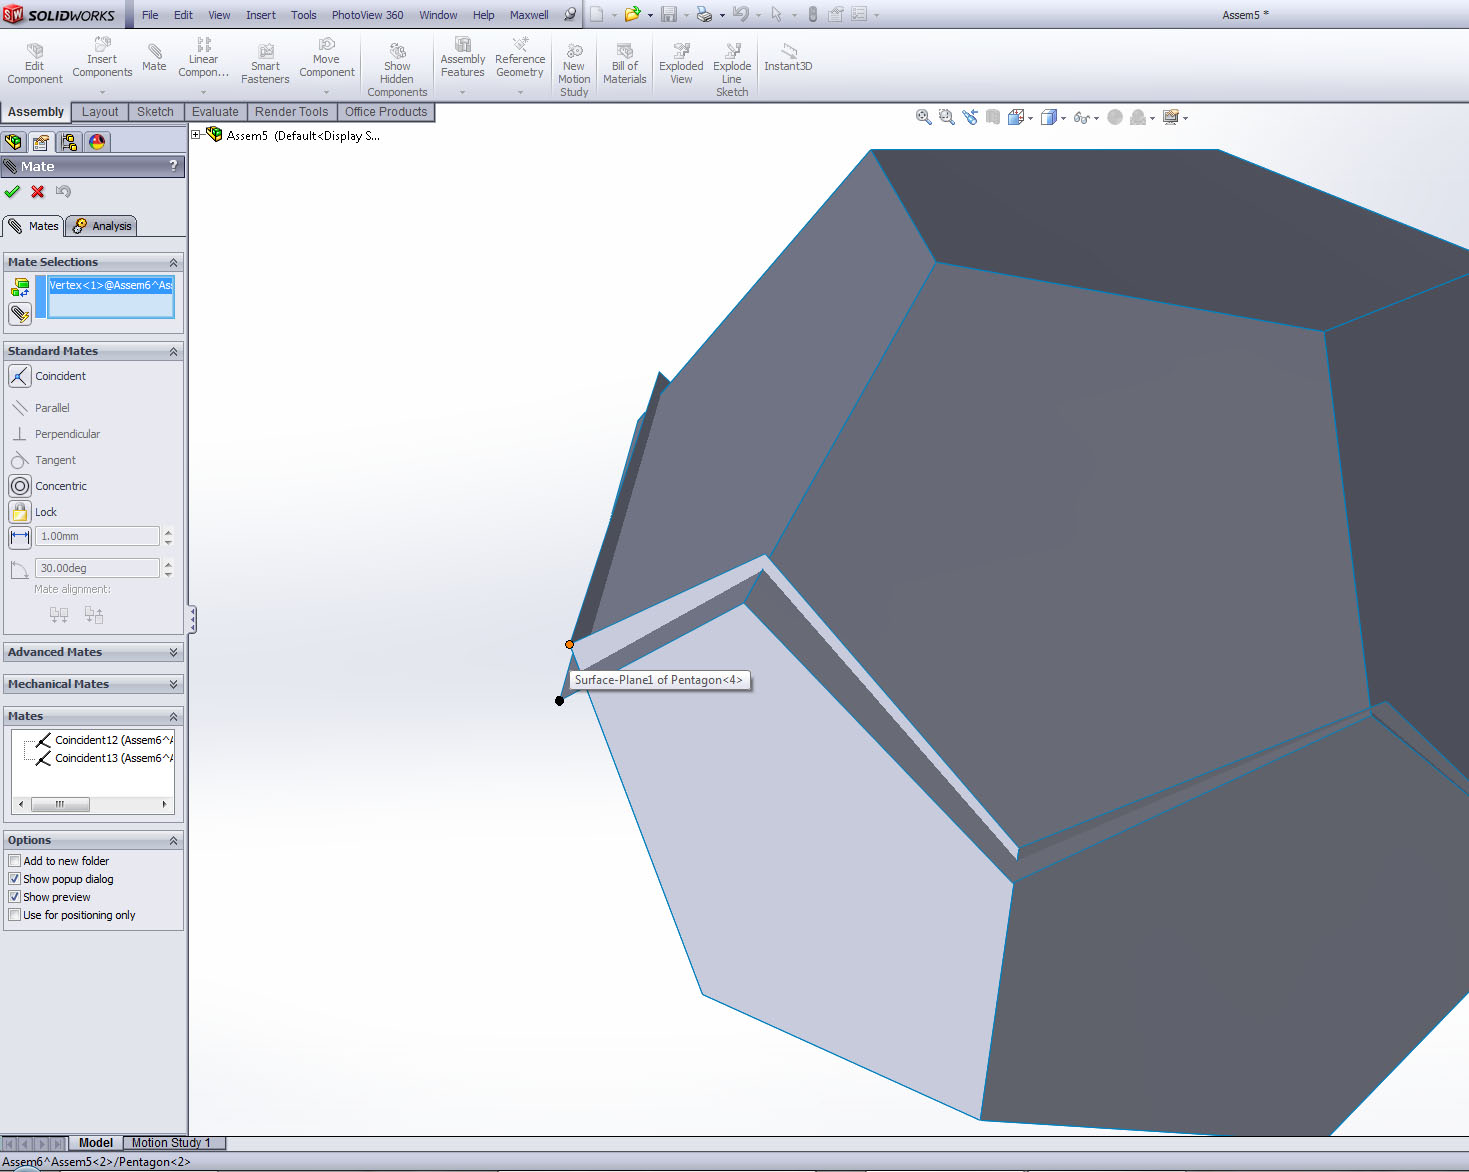 SW SOLIDWORKS File Edit View Insert Tools PhotoView 360 Window Help Maxwell Assem5 *
Edit Component
Insert Components
Mate
Linear Compon...
Smart Fasteners
Move Component
Show Hidden Components
Assembly Features
Reference Geometry
New Motion Study
Bill of Materials
Exploded View
Explode Line Sketch
Instant3D
Assembly Layout Sketch Evaluate Render Tools Office Products
Assem5 (Default<Display S...
Mate ?
Mates Analysis
Mate Selections
Vertex<1>@Assem6^Ass
Standard Mates
Coincident
Parallel
Perpendicular
Tangent
Concentric
Lock
1.00mm
30.00deg
Mate alignment:
Advanced Mates
Mechanical Mates
Mates
Coincident12 (Assem6^A
Coincident13 (Assem6^A
Options
Add to new folder
Show popup dialog
Show preview
Use for positioning only
Surface-Plane1 of Pentagon<4>
Model Motion Study 1
Assem6^Assem5<2>/Pentagon<2>